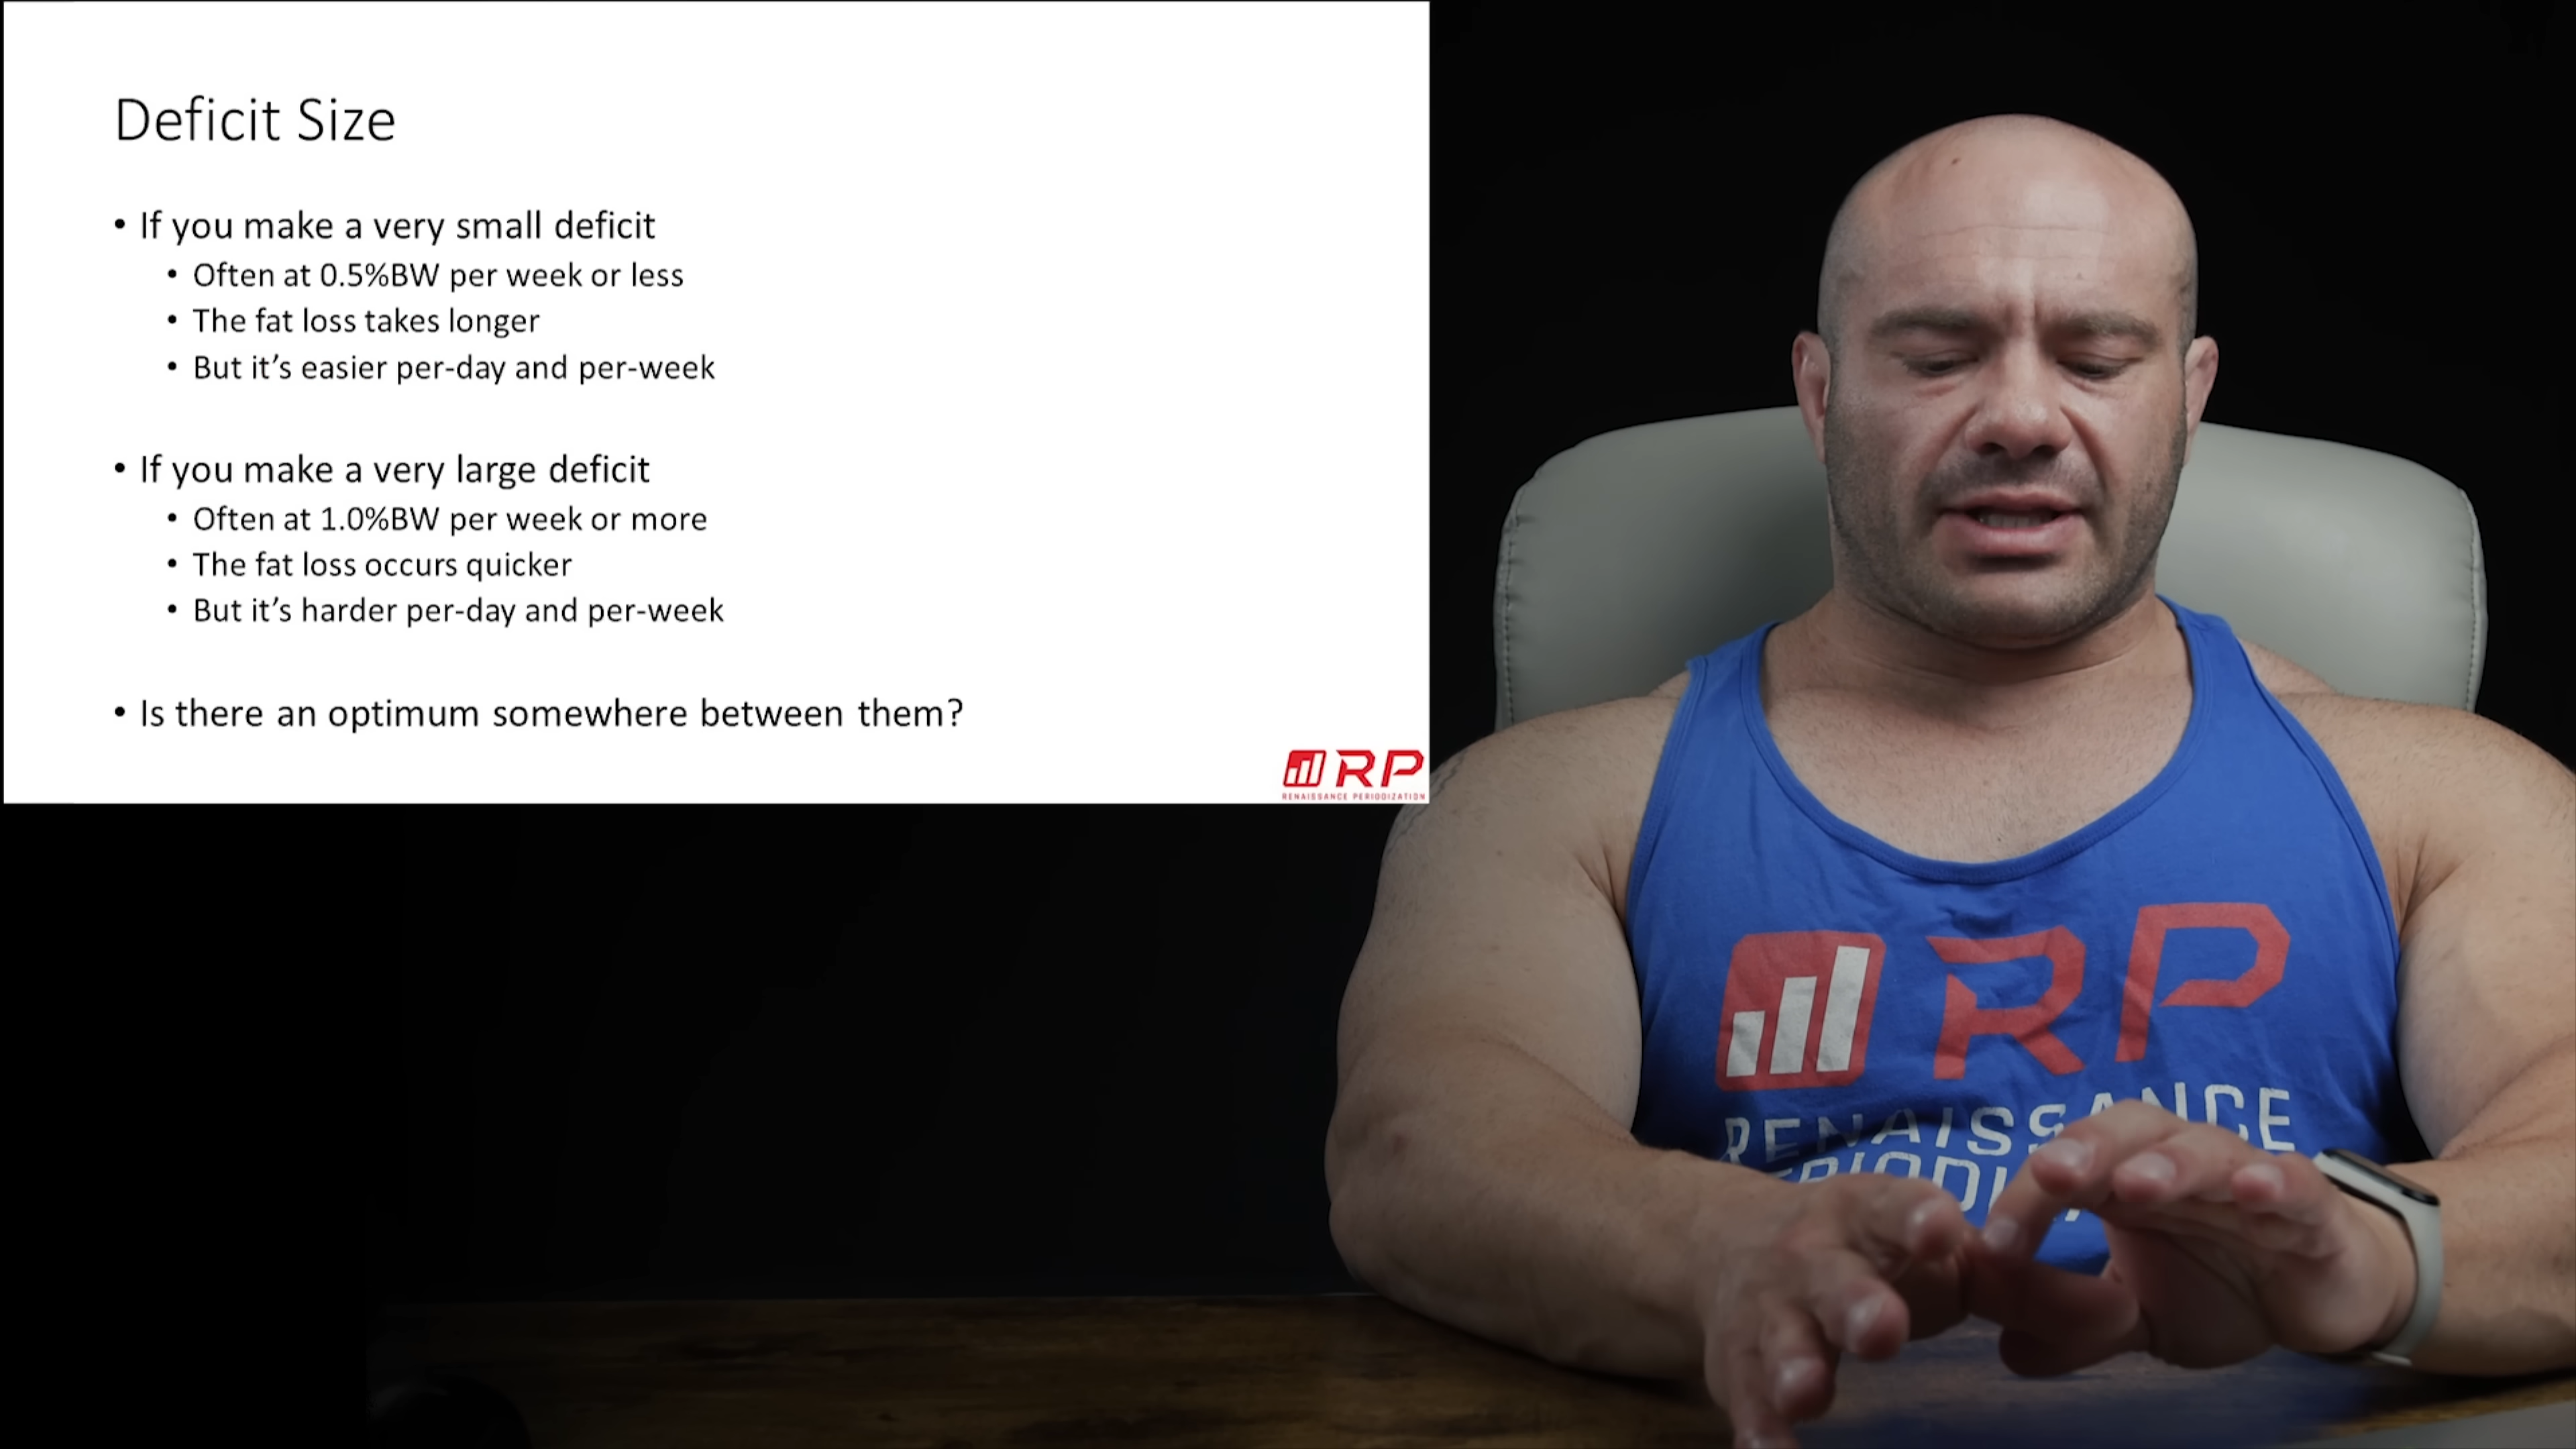 Deficit Size
• If you make a very small deficit
• Often at 0.5%BW per week or less
• The fat loss takes longer
• But it’s easier per-day and per-week
• If you make a very large deficit
• Often at 1.0%BW per week or more
• The fat loss occurs quicker
• But it’s harder per-day and per-week
• Is there an optimum somewhere between them?
RP
RENAISSANCE PERIODIZATION
RP
RENAISSANCE